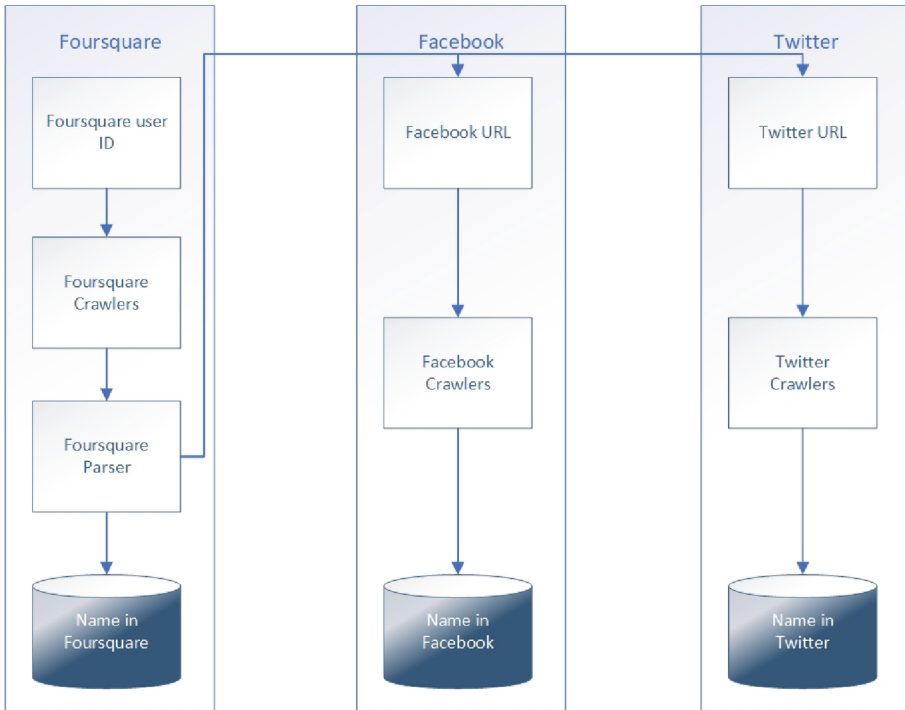 Foursquare
Foursquare user
ID
Foursquare
Crawlers
Foursquare
Parser
Name in
Foursquare
Facebook
Facebook URL
Facebook
Crawlers
Name in
Facebook
Twitter
Twitter URL
Twitter
Crawlers
Name in
Twitter